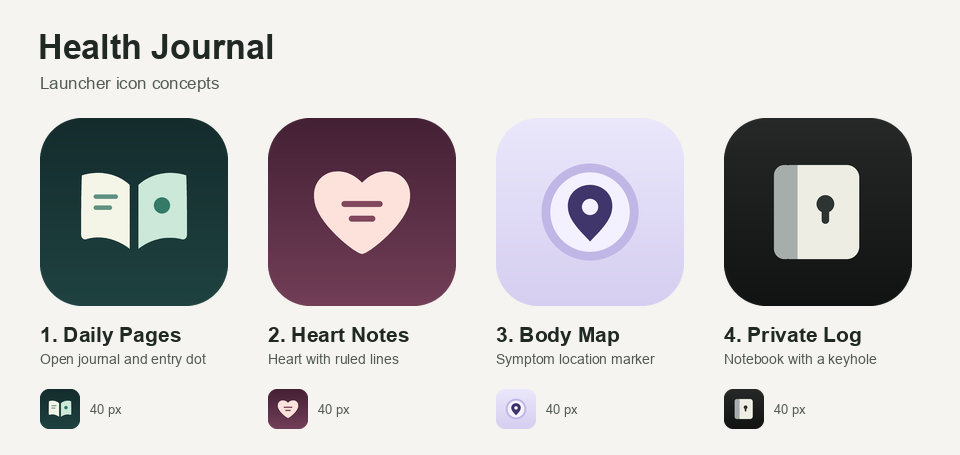 Health Journal
Launcher icon concepts
1. Daily Pages
Open journal and entry dot
40 px
2. Heart Notes
Heart with ruled lines
40 px
3. Body Map
Symptom location marker
40 px
4. Private Log
Notebook with a keyhole
40 px